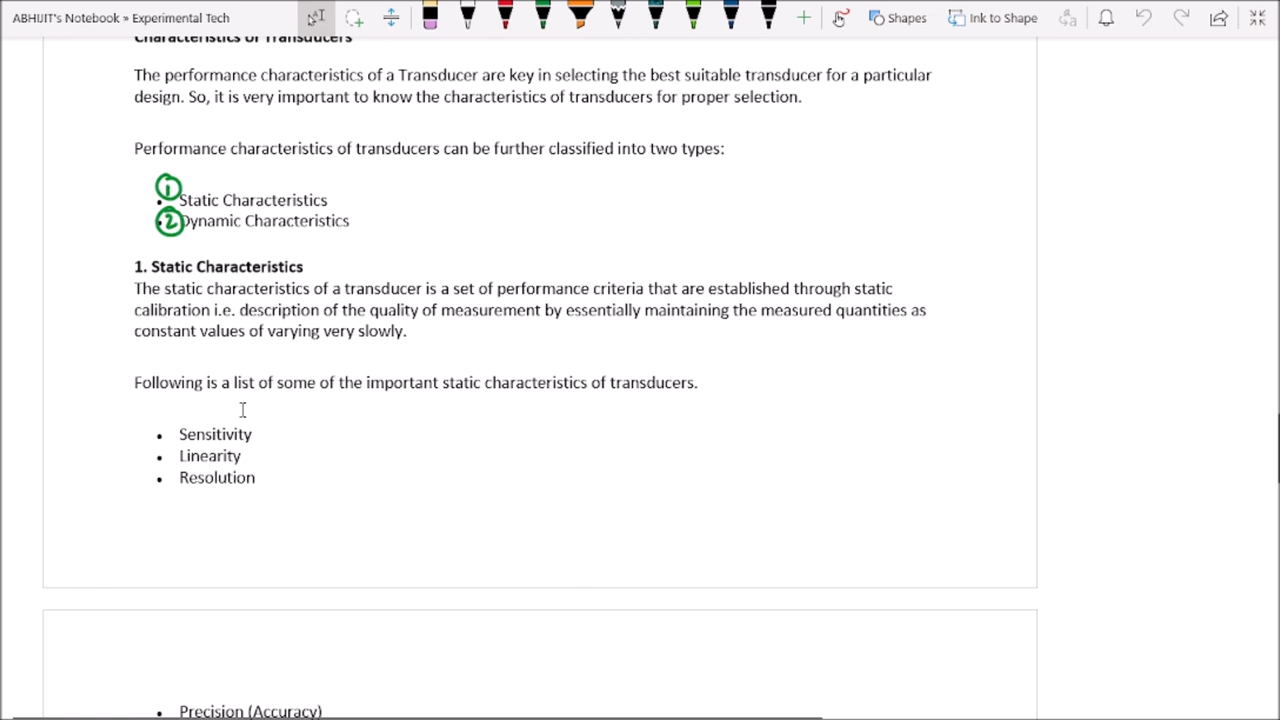 ABHIJIT's Notebook » Experimental Tech
Shapes
Ink to Shape
Characteristics of Transducers
The performance characteristics of a Transducer are key in selecting the best suitable transducer for a particular
design. So, it is very important to know the characteristics of transducers for proper selection.
Performance characteristics of transducers can be further classified into two types:
1
• Static Characteristics
2
Dynamic Characteristics
1. Static Characteristics
The static characteristics of a transducer is a set of performance criteria that are established through static
calibration i.e. description of the quality of measurement by essentially maintaining the measured quantities as
constant values of varying very slowly.
Following is a list of some of the important static characteristics of transducers.
• Sensitivity
• Linearity
• Resolution
• Precision (Accuracy)